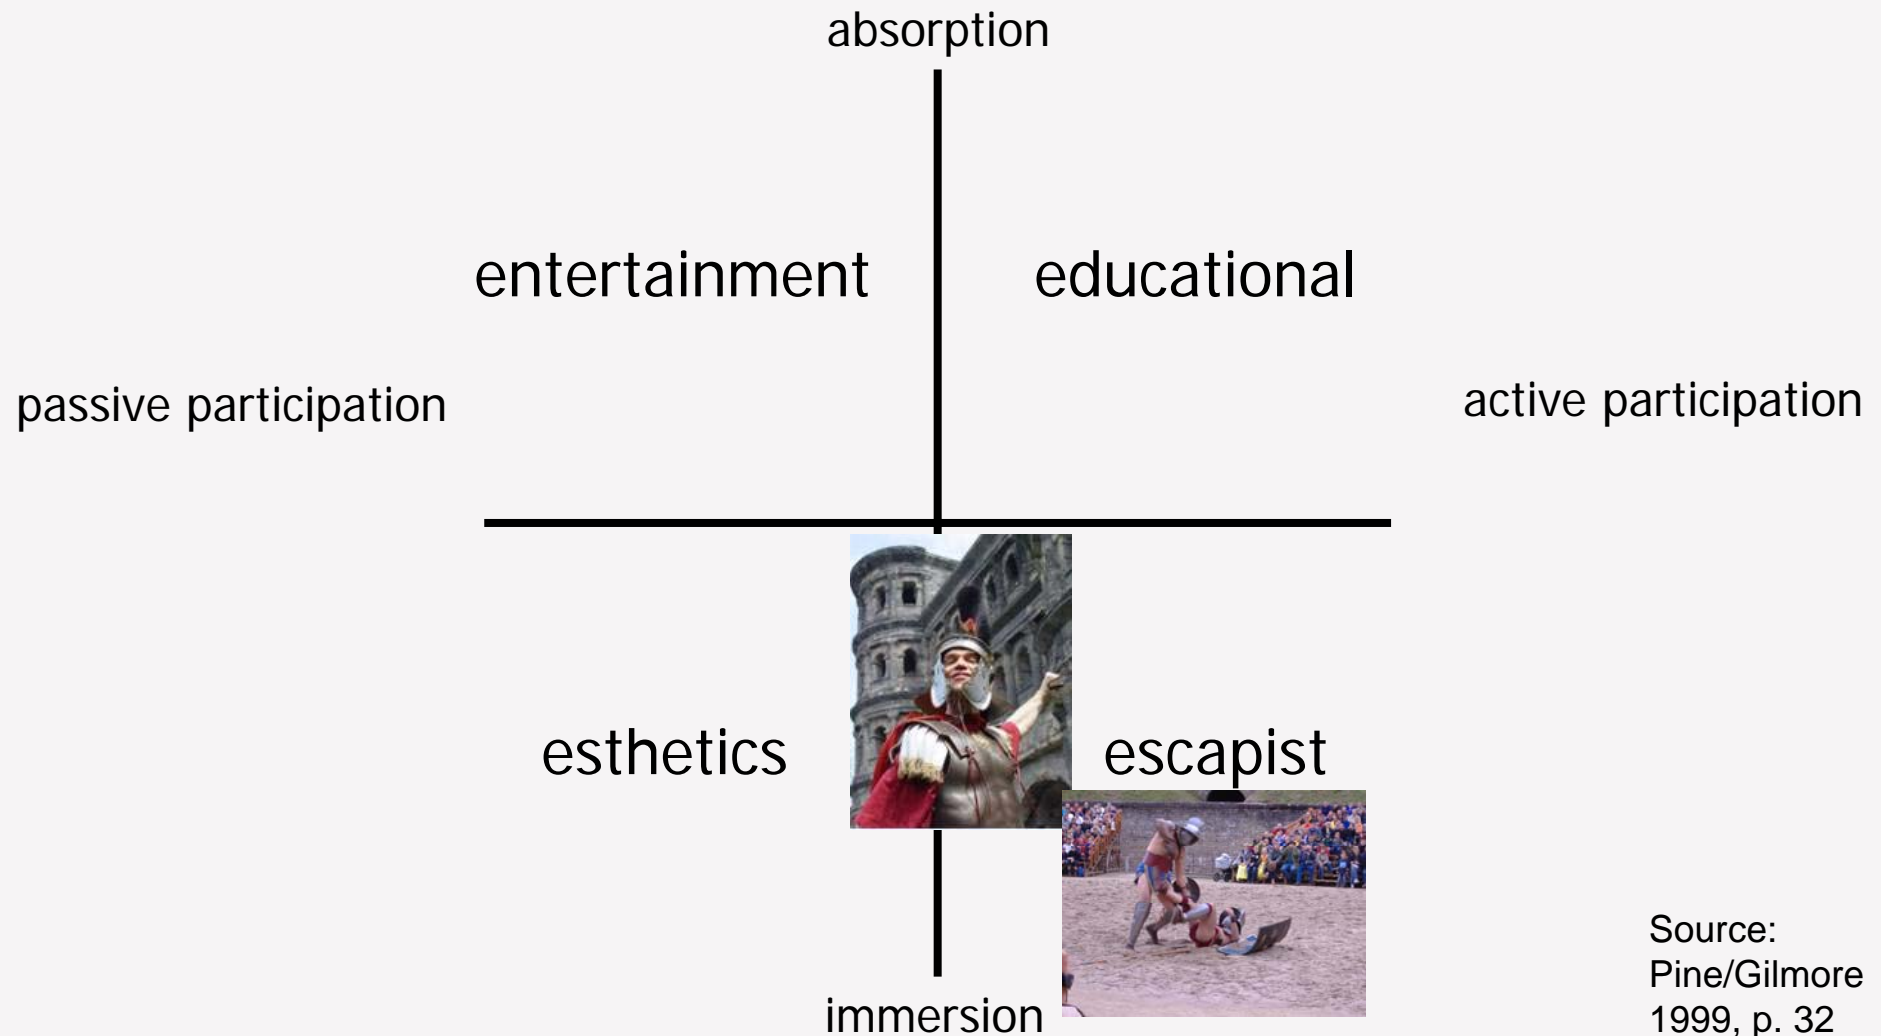 absorption
entertainment
educational
passive participation
active participation
esthetics
escapist
immersion
Source:
Pine/Gilmore
1999, p. 32